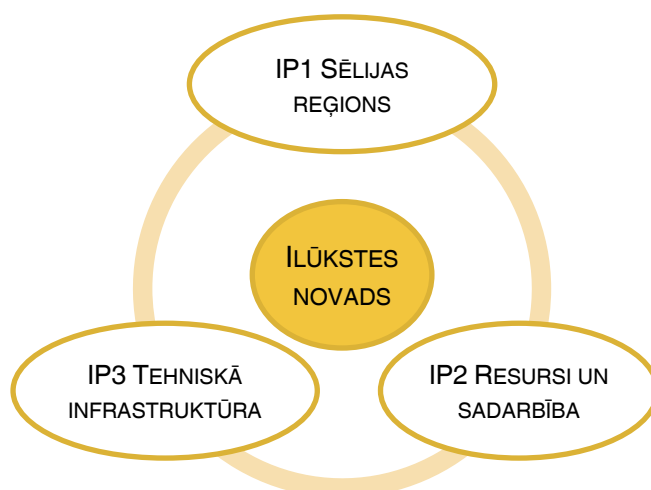 IP1 SĒLIJAS
REĢIONS
ILŪKSTES
NOVADS
IP3 TEHNISKĀ
INFRASTRUKTŪRA
IP2 RESURSI UN
SADARBĪBA